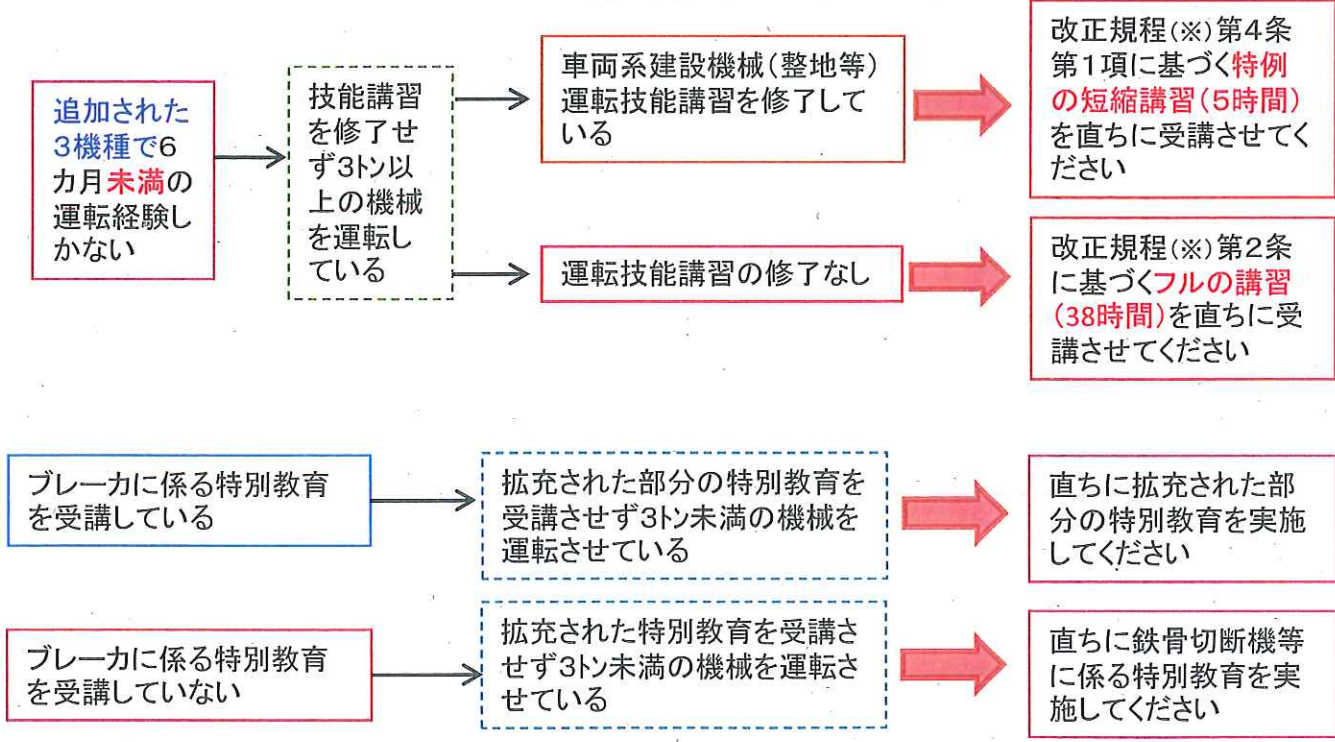 追加された
3機種で6
カ月未満の
運転経験し
かない
技能講習
を修了せ
ず3トン以
上の機械
を運転し
ている
車両系建設機械(整地等)
運転技能講習を修了して
いる
改正規程(※)第4条
第1項に基づく特例
の短縮講習(5時間)
を直ちに受講させてく
ださい
運転技能講習の修了なし
改正規程(※)第2条
に基づくフルの講習
(38時間)を直ちに受
講させてください
ブレーカに係る特別教育
を受講している
拡充された部分の特別教育を
受講させず3トン未満の機械を
運転させている
直ちに拡充された部
分の特別教育を実施
してください
ブレーカに係る特別教育
を受講していない
拡充された特別教育を受講さ
せず3トン未満の機械を運転さ
せている
直ちに鉄骨切断機等
に係る特別教育を実
施してください